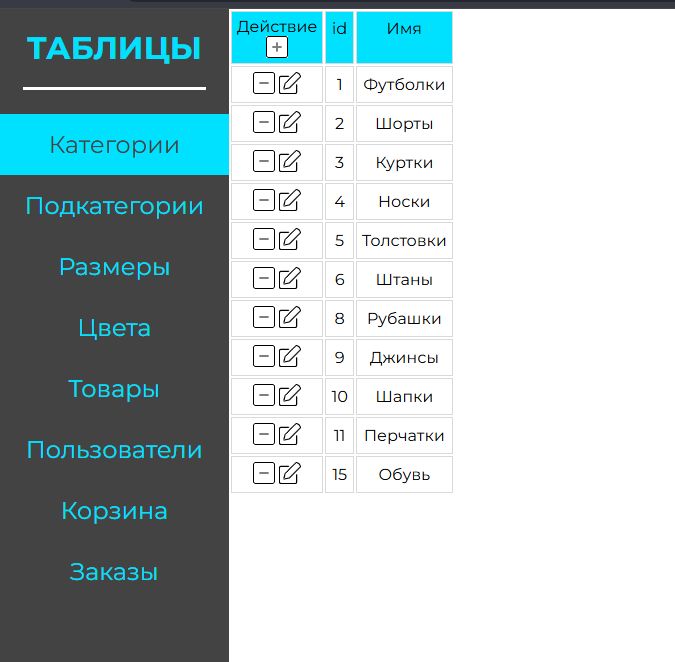 ТАБЛИЦЫ
Категории
Подкатегории
Размеры
Цвета
Товары
Пользователи
Корзина
Заказы
Действие id Имя
1 Футболки
2 Шорты
3 Куртки
4 Носки
5 Толстовки
6 Штаны
8 Рубашки
9 Джинсы
10 Шапки
11 Перчатки
15 Обувь